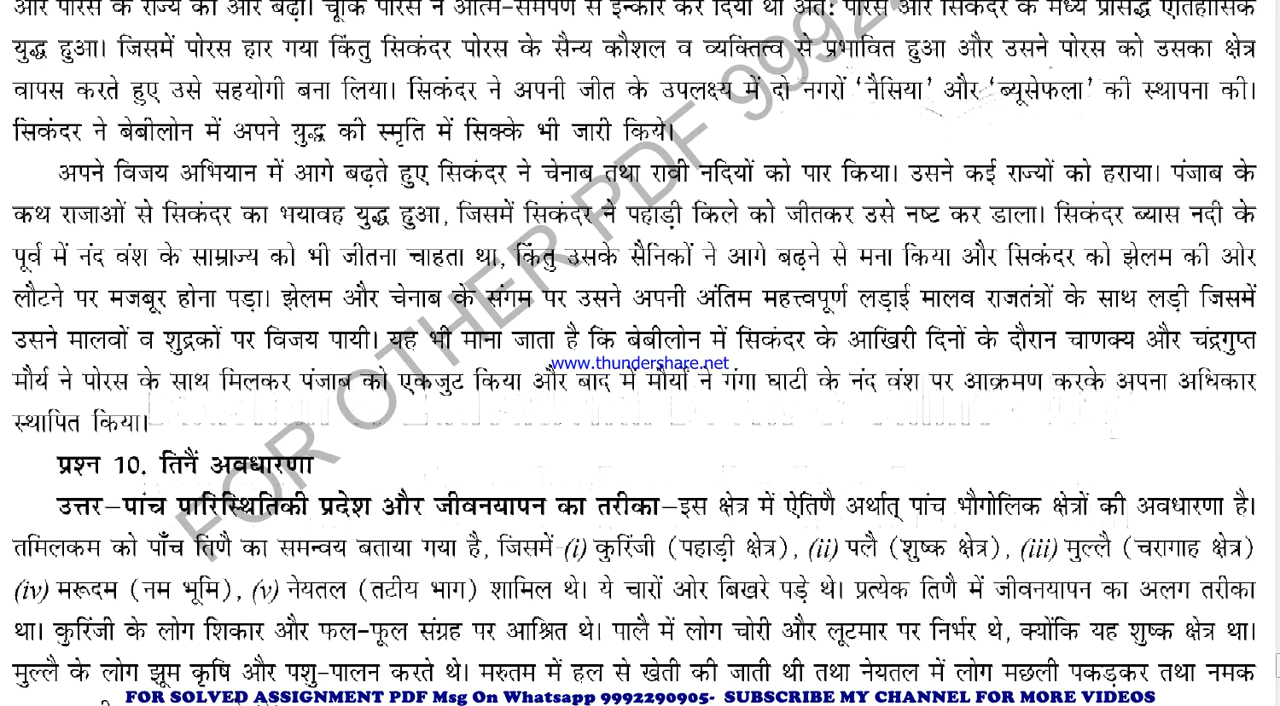 और पोरस के राज्य की ओर बढ़ा। चूंकि पोरस ने आत्म-समर्पण से इन्कार कर दिया था अत: पोरस और सिकंदर के मध्य प्रसिद्ध ऐतिहासिक
युद्ध हुआ। जिसमें पोरस हार गया किंतु सिकंदर पोरस के सैन्य कौशल व व्यक्तित्व से प्रभावित हुआ और उसने पोरस को उसका क्षेत्र
वापस करते हुए उसे सहयोगी बना लिया। सिकंदर ने अपनी जीत के उपलक्ष्य में दो नगरों 'नैसिया' और 'ब्यूसेफला' की स्थापना की।
सिकंदर ने बेबीलोन में अपने युद्ध की स्मृति में सिक्के भी जारी किये।
अपने विजय अभियान में आगे बढ़ते हुए सिकंदर ने चेनाब तथा रावी नदियों को पार किया। उसने कई राज्यों को हराया। पंजाब के
कथ राजाओं से सिकंदर का भयावह युद्ध हुआ, जिसमें सिकंदर ने पहाड़ी किले को जीतकर उसे नष्ट कर डाला। सिकंदर ब्यास नदी के
पूर्व में नंद वंश के साम्राज्य को भी जीतना चाहता था, किंतु उसके सैनिकों ने आगे बढ़ने से मना किया और सिकंदर को झेलम की ओर
लौटने पर मजबूर होना पड़ा। झेलम और चेनाब के संगम पर उसने अपनी अंतिम महत्त्वपूर्ण लड़ाई मालव राजतंत्रों के साथ लड़ी जिसमें
उसने मालवों व शुद्रकों पर विजय पायी। यह भी माना जाता है कि बेबीलोन में सिकंदर के आखिरी दिनों के दौरान चाणक्य और चंद्रगुप्त
www.thundershare.net
मौर्य ने पोरस के साथ मिलकर पंजाब को एकजुट किया और बाद में मौर्यों ने गंगा घाटी के नंद वंश पर आक्रमण करके अपना अधिकार
स्थापित किया।
प्रश्न 10. तिनैं अवधारणा
उत्तर–पांच पारिस्थितिकी प्रदेश और जीवनयापन का तरीका–इस क्षेत्र में ऐतिणै अर्थात् पांच भौगोलिक क्षेत्रों की अवधारणा है।
तमिलकम को पाँच तिणै का समन्वय बताया गया है, जिसमें (i) कुरिंजी (पहाड़ी क्षेत्र), (ii) पलै (शुष्क क्षेत्र), (iii) मुल्लै (चरागाह क्षेत्र)
(iv) मरूदम (नम भूमि), (v) नेयतल (तटीय भाग) शामिल थे। ये चारों ओर बिखरे पड़े थे। प्रत्येक तिणै में जीवनयापन का अलग तरीका
था। कुरिंजी के लोग शिकार और फल-फूल संग्रह पर आश्रित थे। पालै में लोग चोरी और लूटमार पर निर्भर थे, क्योंकि यह शुष्क क्षेत्र था।
मुल्लै के लोग झूम कृषि और पशु-पालन करते थे। मरुतम में हल से खेती की जाती थी तथा नेयतल में लोग मछली पकड़कर तथा नमक
FOR OTHER PDF 9992
FOR SOLVED ASSIGNMENT PDF Msg On Whatsapp 9992290905- SUBSCRIBE MY CHANNEL FOR MORE VIDEOS